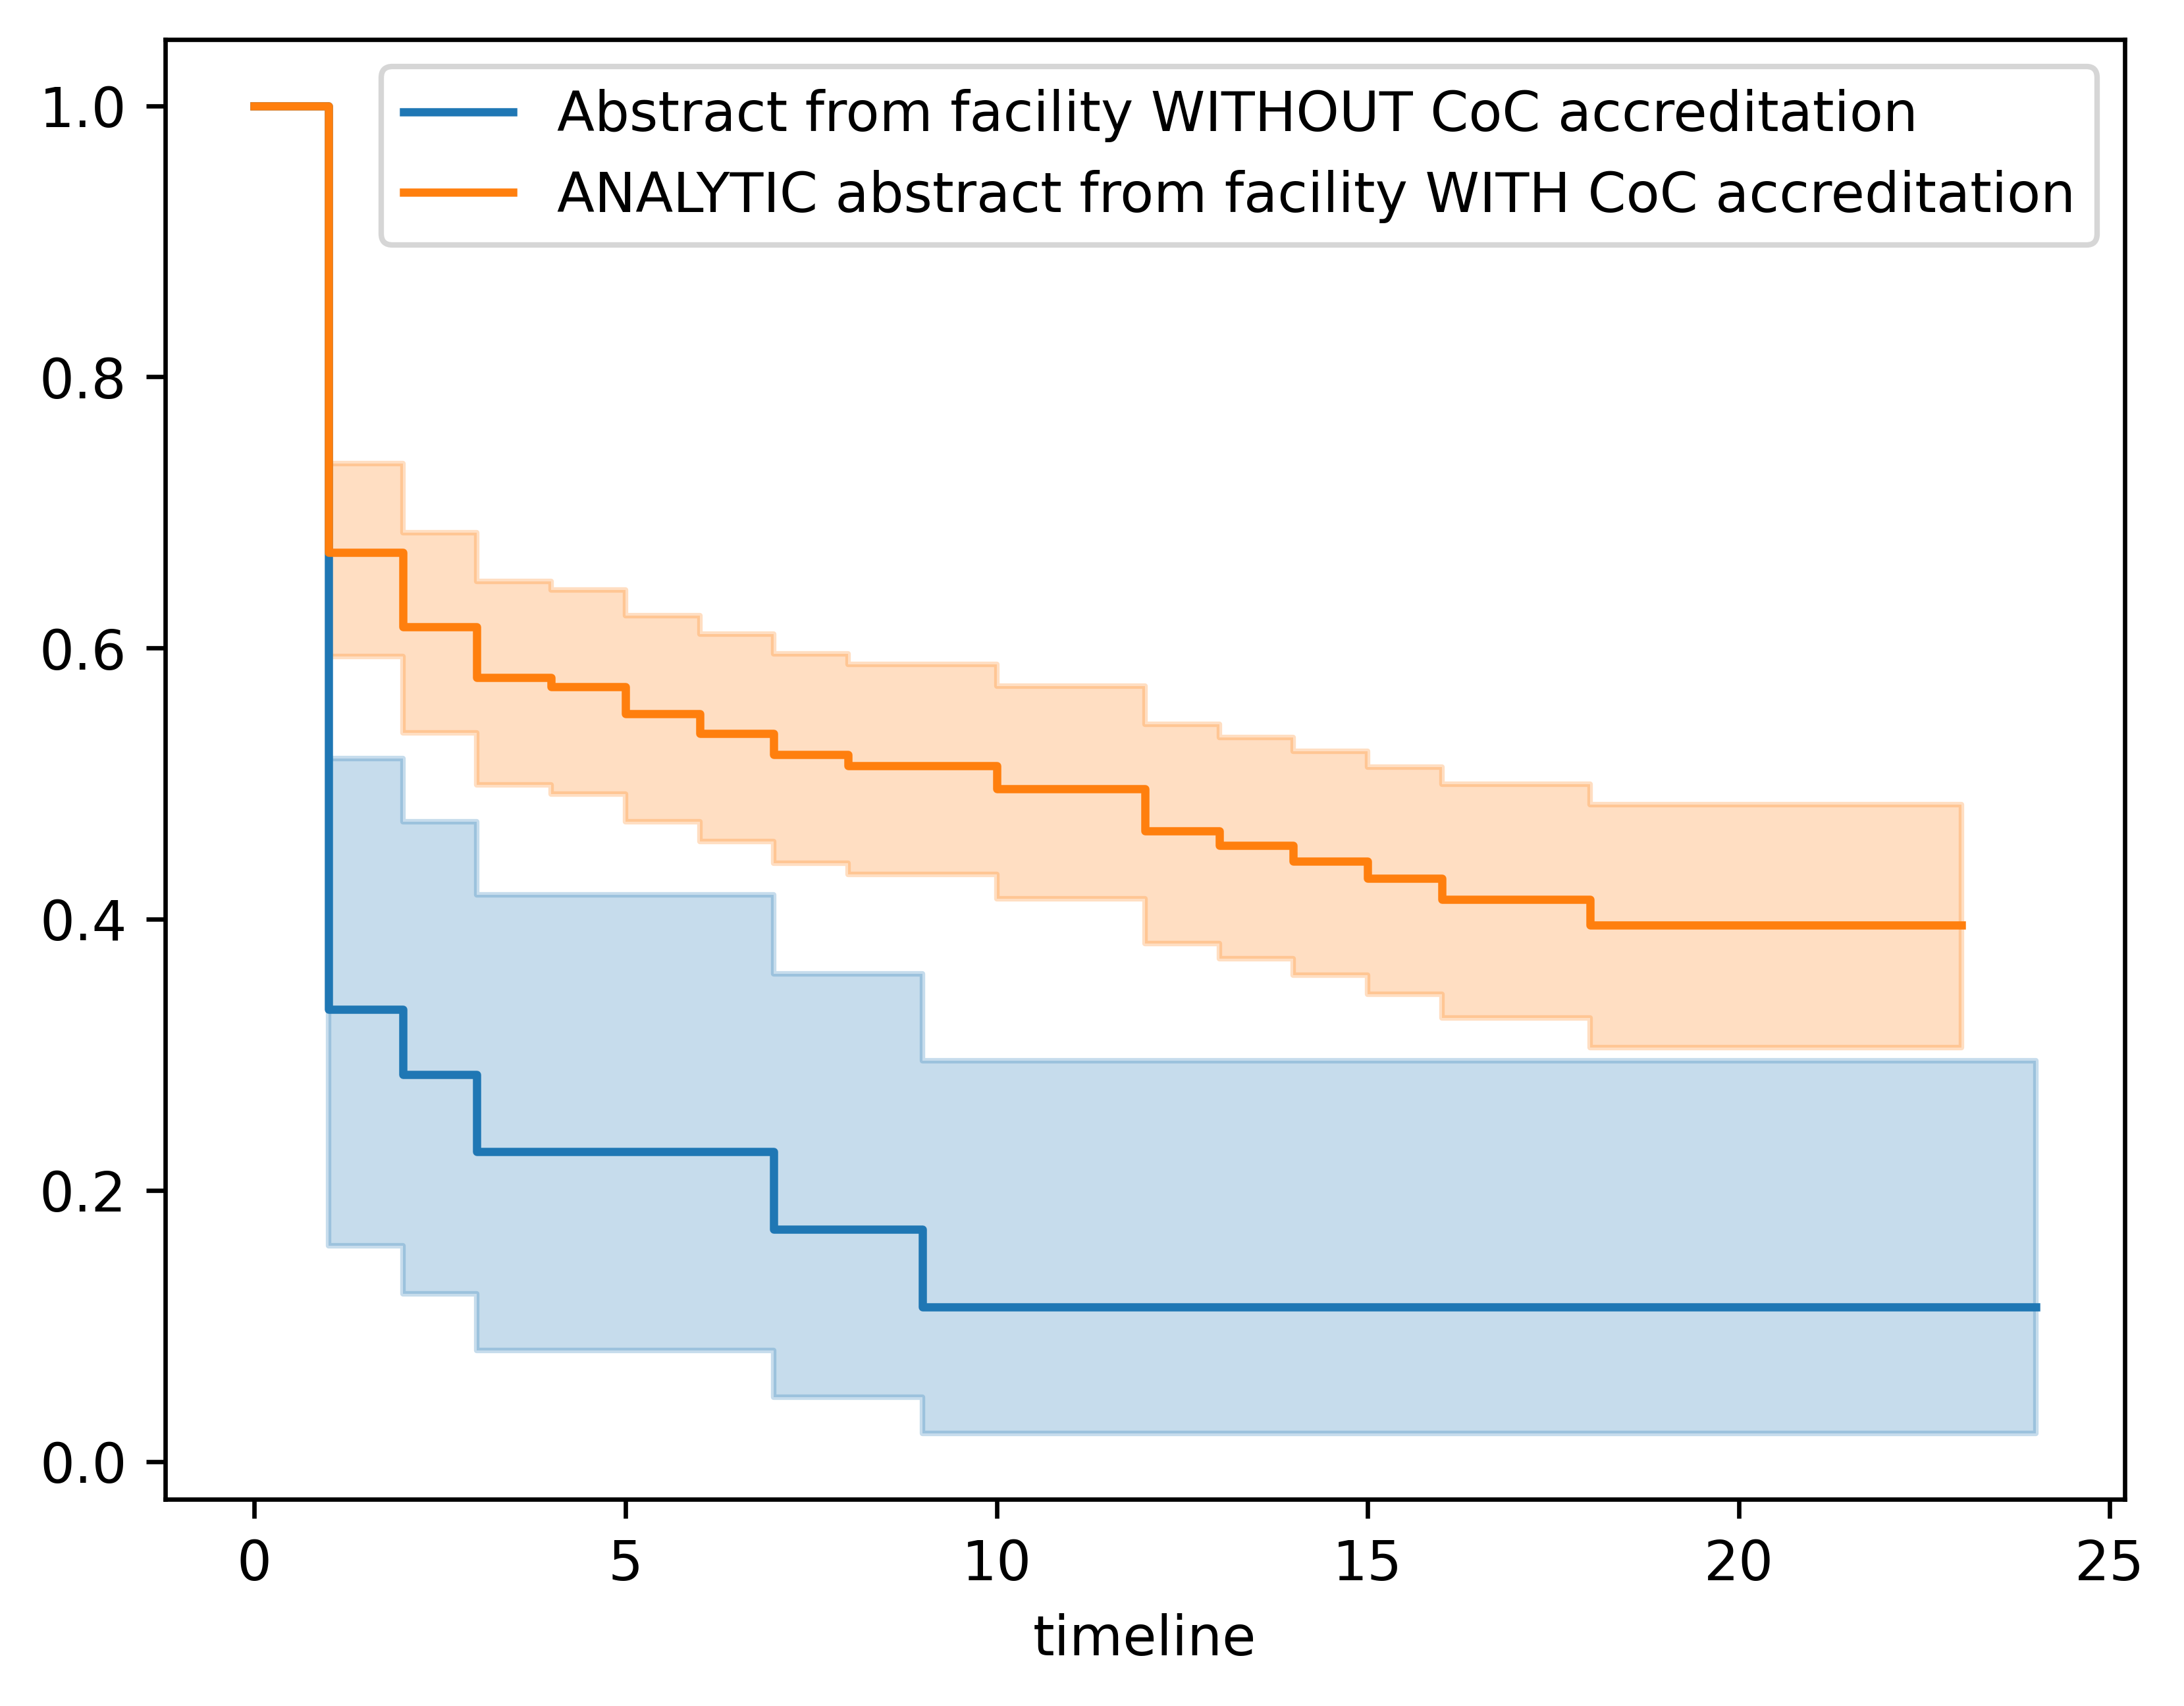 Abstract from facility WITHOUT CoC accreditation
ANALYTIC abstract from facility WITH CoC accreditation
1.0
0.8
0.6
0.4
0.2
0.0
0 5 10 15 20 25
timeline